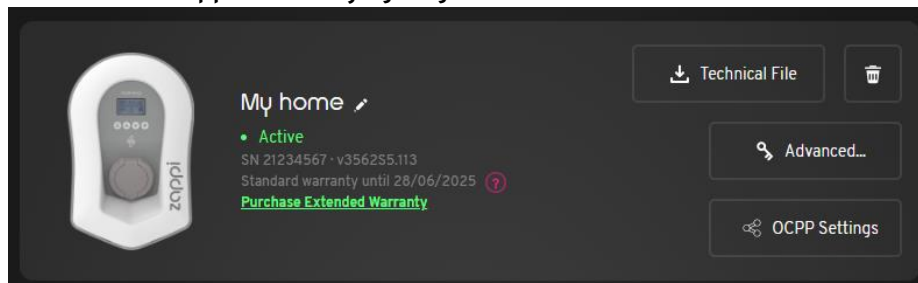 Technical File
My home
Active
SN 21234567 · v3562S5.113
Standard warranty until 28/06/2025 ?
Purchase Extended Warranty
Advanced...
OCPP Settings
zappi